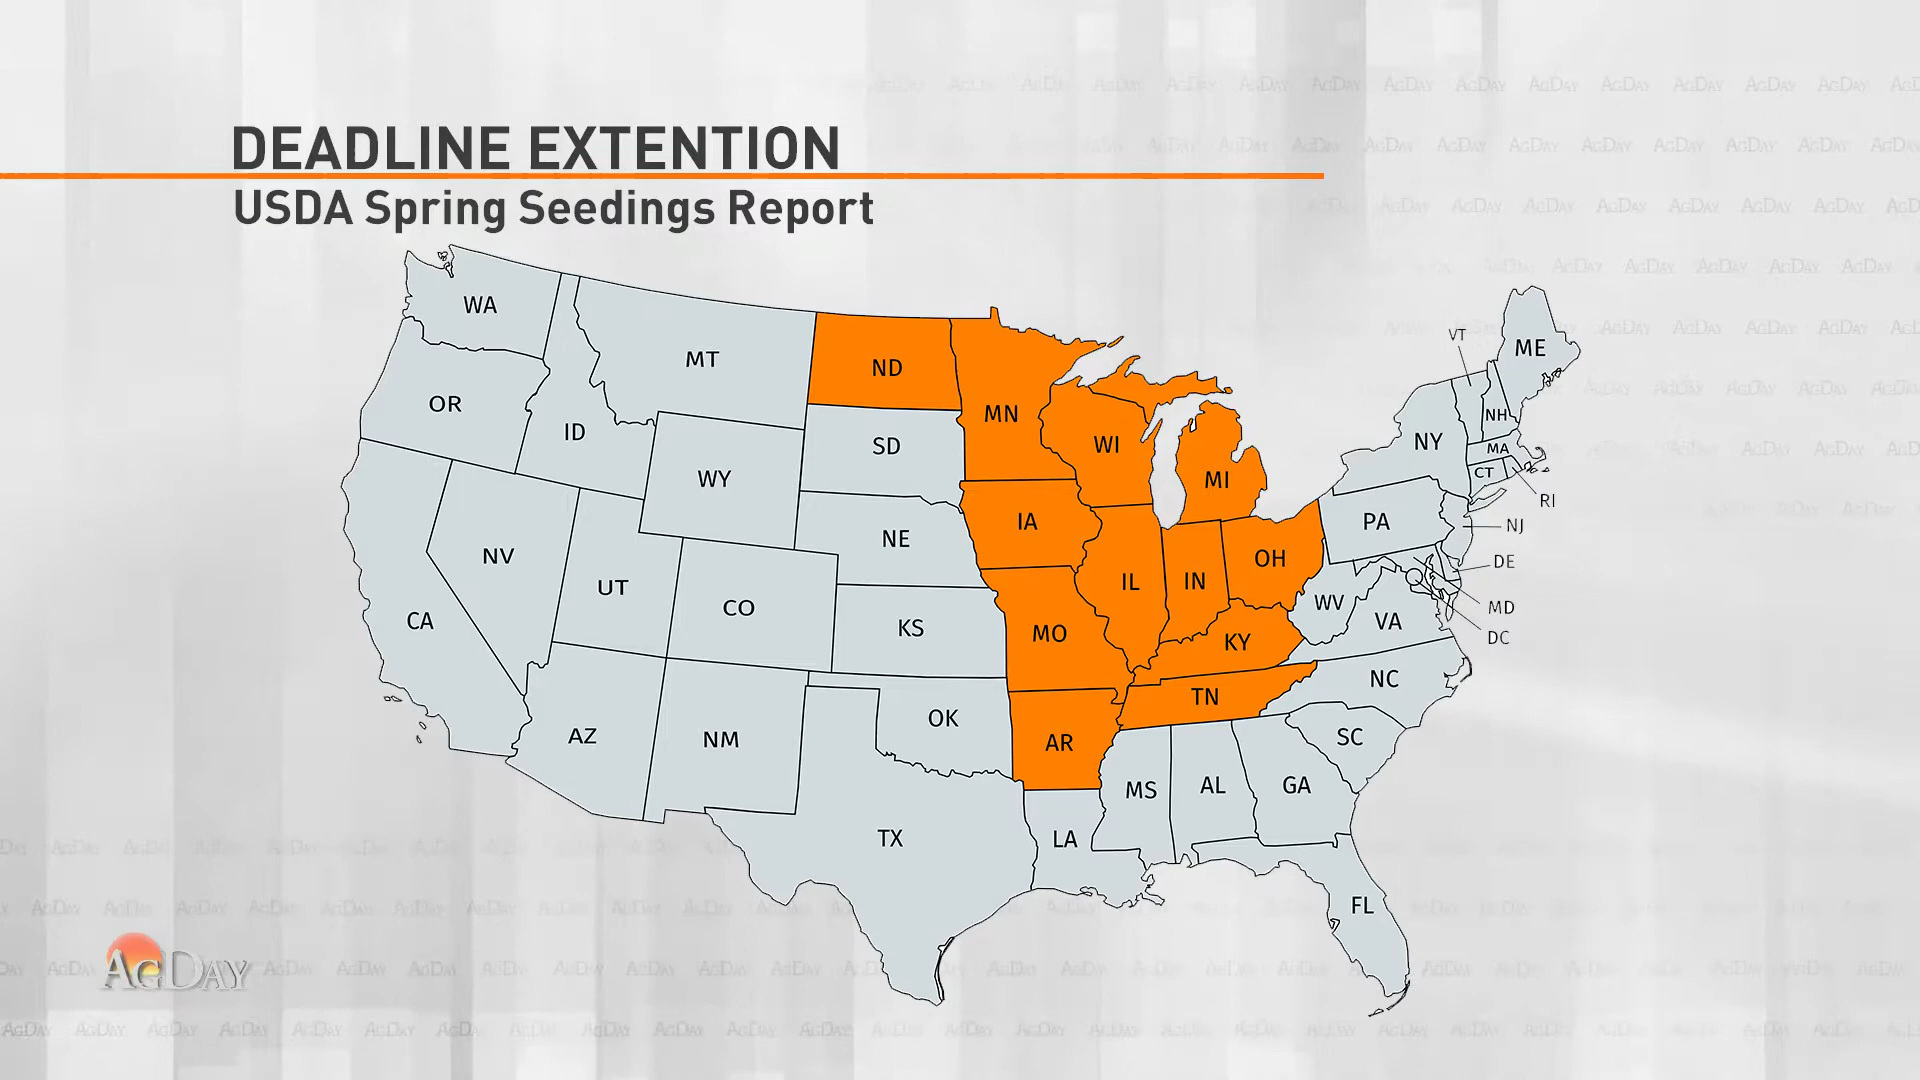 DEADLINE EXTENTION
USDA Spring Seedings Report
WA
MT
ND
MN
VT
ME
OR
ID
SD
WI
MI
NY
NH
MA
CT
RI
WY
IA
PA
NJ
NE
NV
UT
CO
IL
IN
OH
DE
WV
MD
VA
DC
CA
KS
MO
KY
NC
AZ
NM
OK
AR
TN
SC
TX
LA
MS
AL
GA
FL
AGDAY